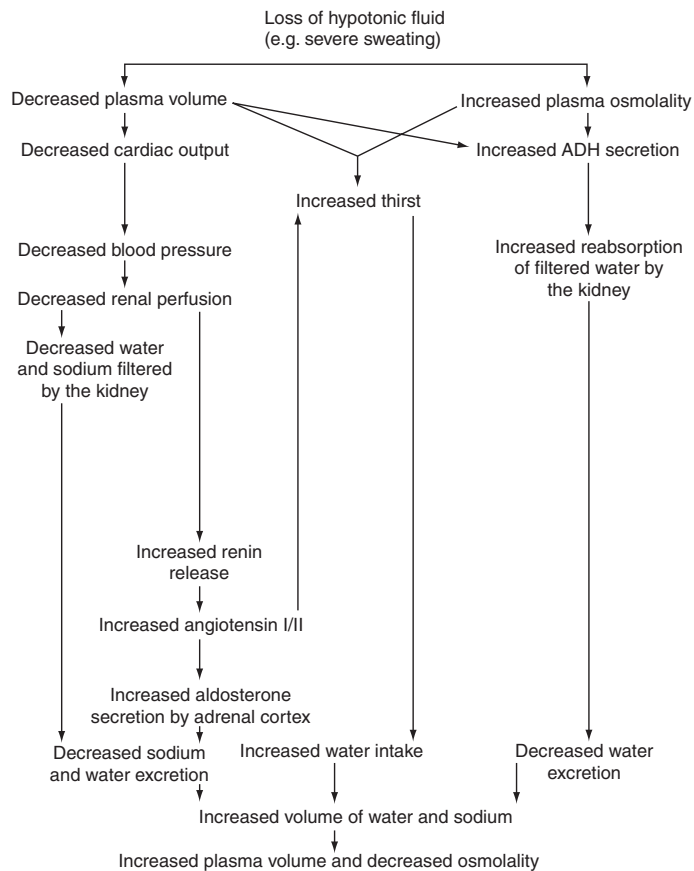 Loss of hypotonic fluid
(e.g. severe sweating)
Decreased plasma volume
Increased plasma osmolality
Decreased cardiac output
Increased ADH secretion
Increased thirst
Decreased blood pressure
Increased reabsorption
of filtered water by
the kidney
Decreased renal perfusion
Decreased water
and sodium filtered
by the kidney
Increased renin
release
Increased angiotensin I/II
Increased aldosterone
secretion by adrenal cortex
Decreased sodium
and water excretion
Increased water intake
Decreased water
excretion
Increased volume of water and sodium
Increased plasma volume and decreased osmolality